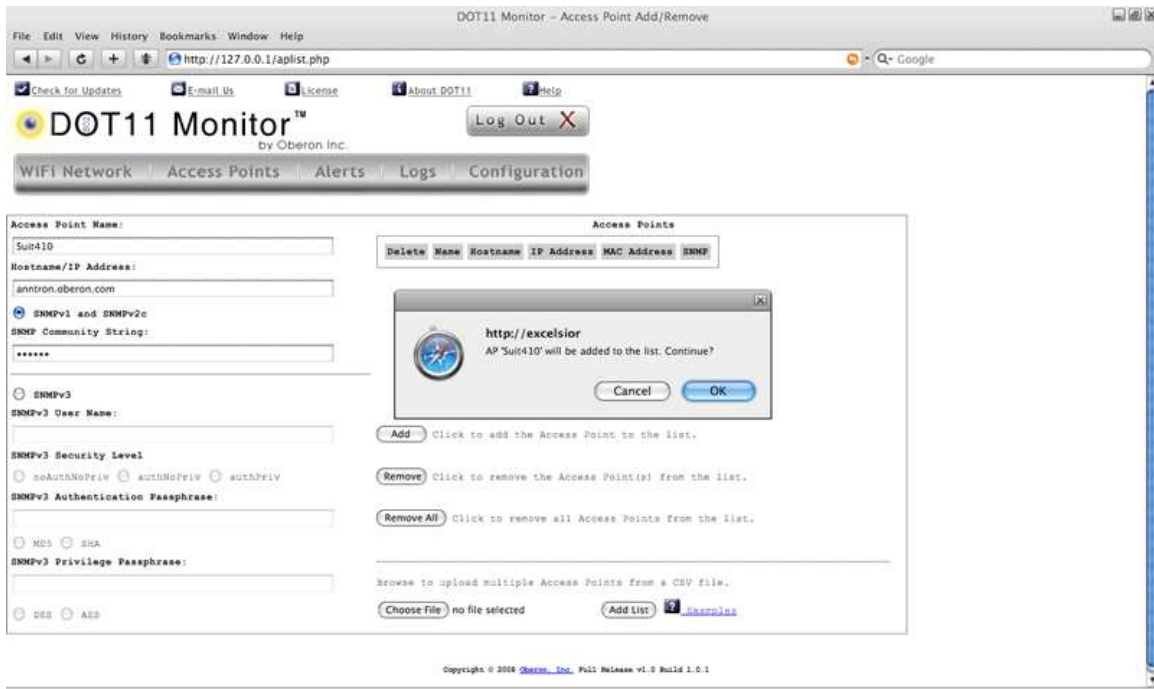 DOT11 Monitor – Access Point Add/Remove
File Edit View History Bookmarks Window Help
http://127.0.0.1/aplist.php
Google
Check for Updates E-mail Us License About DOT11 Help
DOT11 Monitor™
by Oberon Inc.
Log Out X
WiFi Network Access Points Alerts Logs Configuration
Access Point Name:
Suit410
Hostname/IP Address:
anntron.oberon.com
SNMPv1 and SNMPv2c
SNMP Community String:
••••••
SNMPv3
SNMPv3 User Name:
SNMPv3 Security Level
noAuthNoPriv authNoPriv authPriv
SNMPv3 Authentication Passphrase:
MD5 SHA
SNMPv3 Privilege Passphrase:
DES AES
Access Points
Delete Name Hostname IP Address MAC Address SNMP
http://excelsior
AP 'Suit410' will be added to the list. Continue?
Cancel OK
Add Click to add the Access Point to the list.
Remove Click to remove the Access Point(s) from the list.
Remove All Click to remove all Access Points from the list.
Browse to upload multiple Access Points from a CSV file.
Choose File no file selected Add List Examples
Copyright © 2008 Oberon, Inc. Full Release v1.0 Build 1.0.1